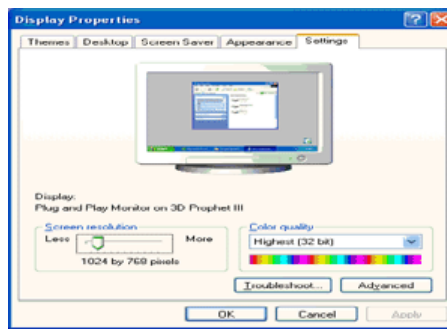 Display Properties
Themes Desktop Screen Saver Appearance Settings
Display:
Plug and Play Monitor on 3D Prophet III
Screen resolution
Less More
1024 by 768 pixels
Color quality
Highest (32 bit)
Troubleshoot... Advanced
OK Cancel Apply